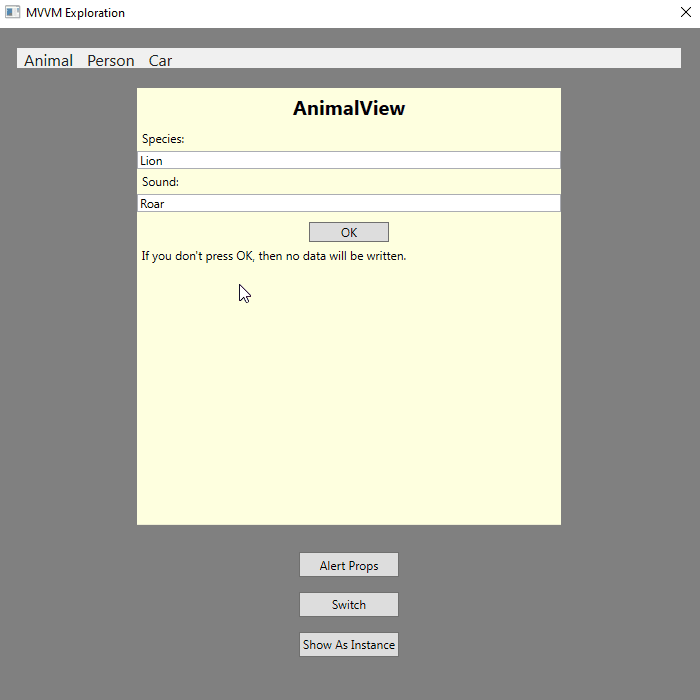 MVVM Exploration
Animal Person Car
AnimalView
Species:
Lion
Sound:
Roar
OK
If you don't press OK, then no data will be written.
Alert Props
Switch
Show As Instance